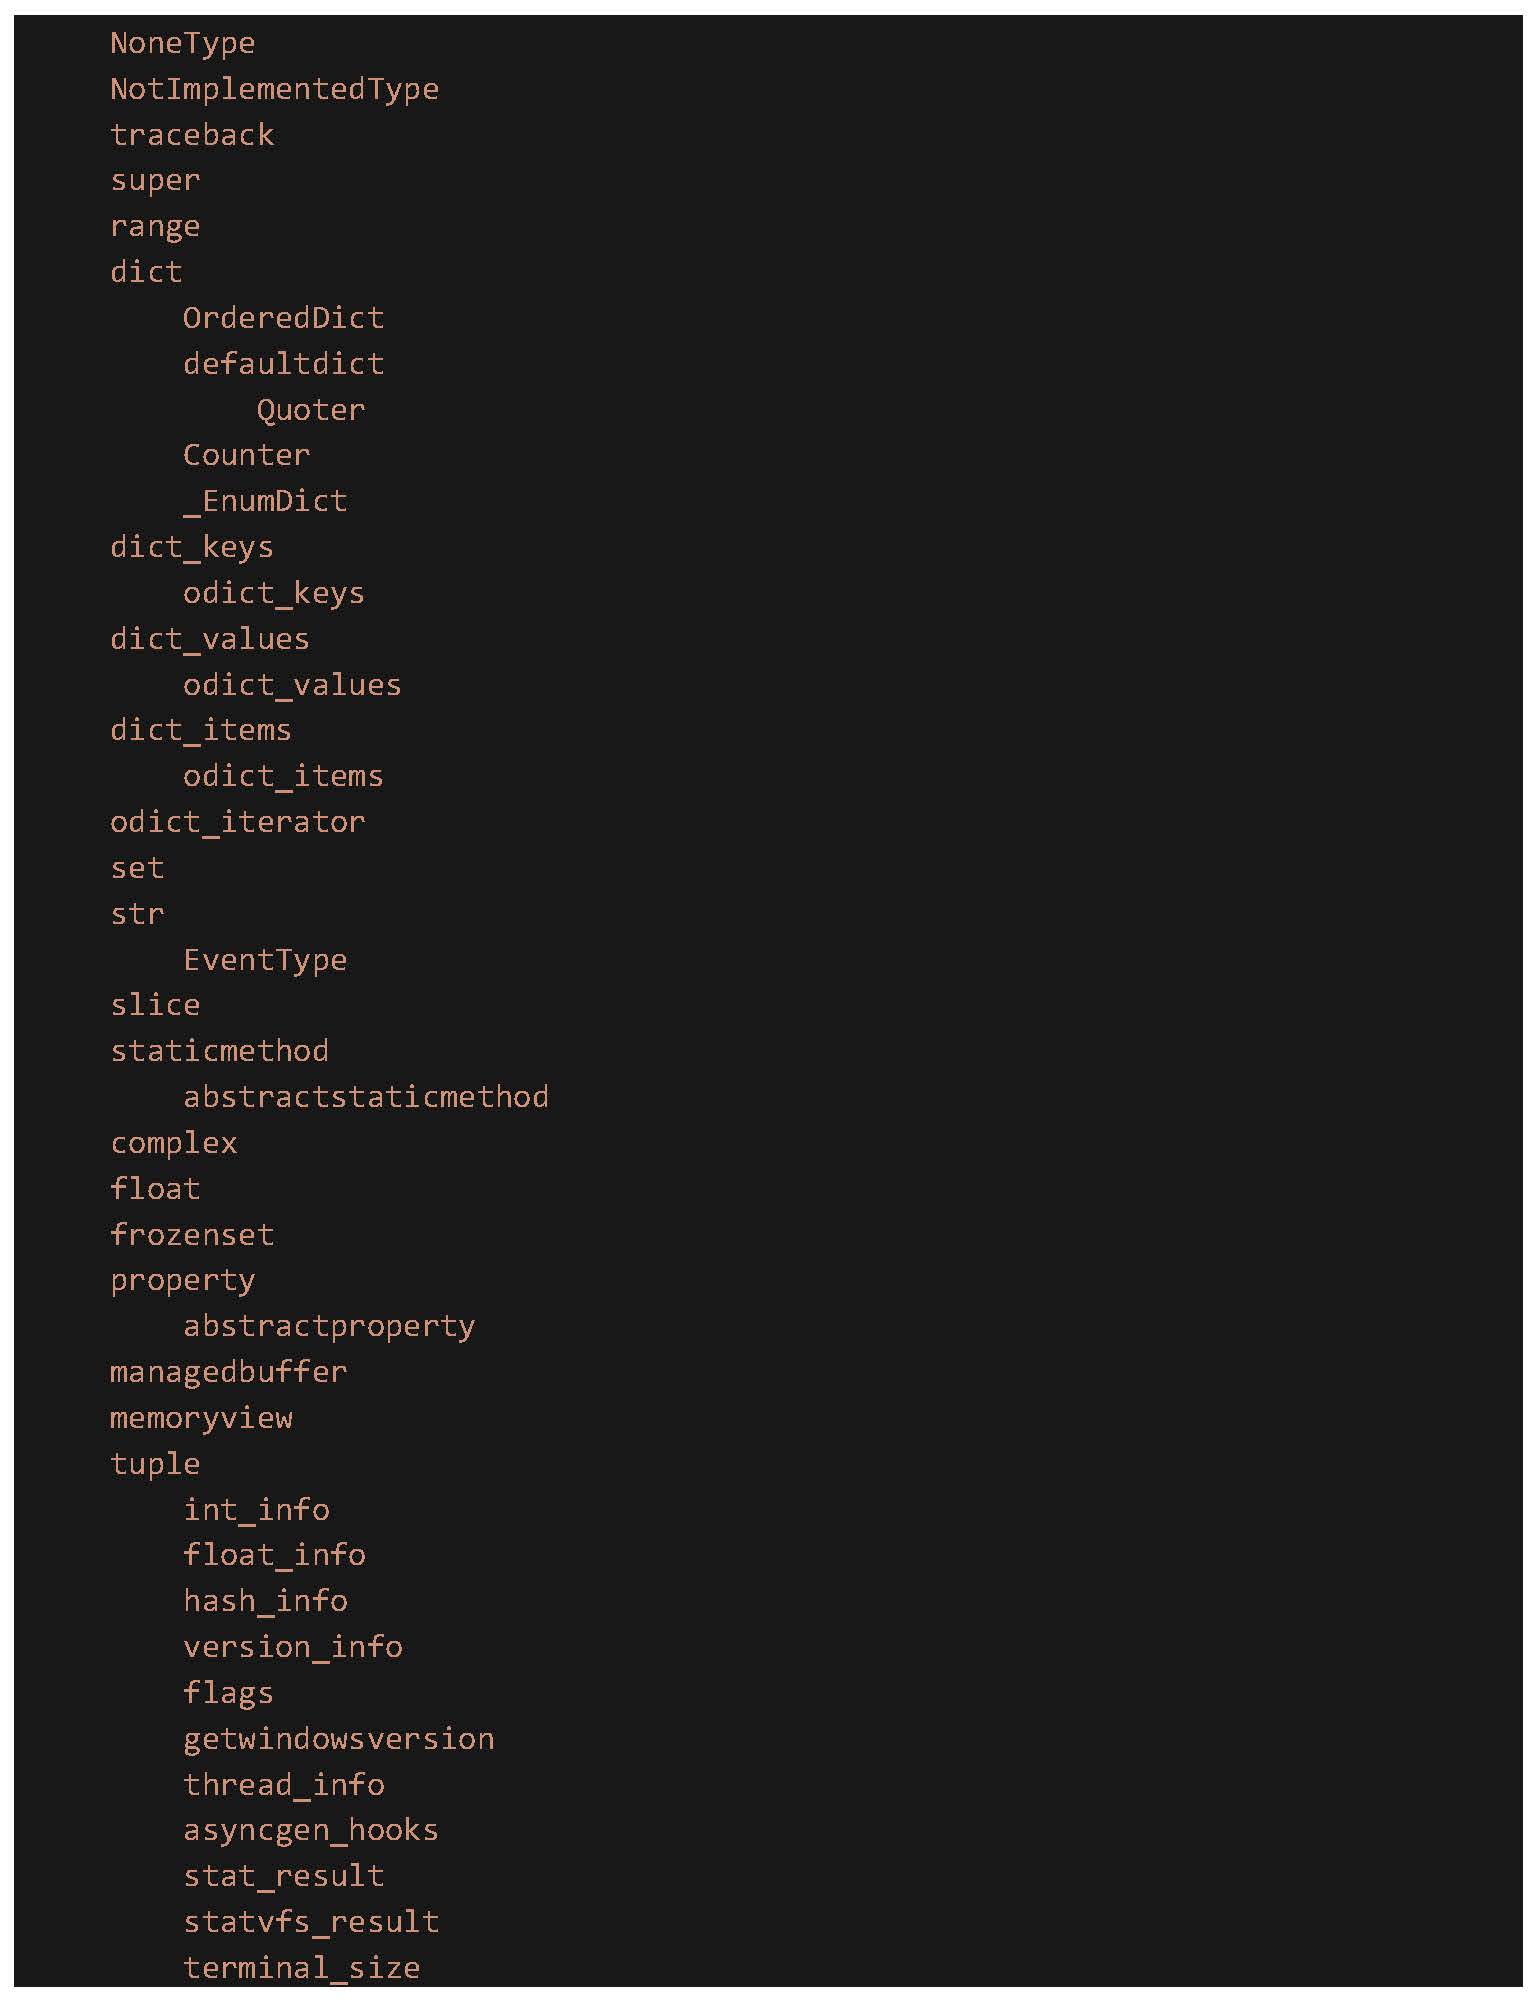 NoneType
NotImplementedType
traceback
super
range
dict
OrderedDict
defaultdict
Quoter
Counter
_EnumDict
dict_keys
odict_keys
dict_values
odict_values
dict_items
odict_items
odict_iterator
set
str
EventType
slice
staticmethod
abstractstaticmethod
complex
float
frozenset
property
abstractproperty
managedbuffer
memoryview
tuple
int_info
float_info
hash_info
version_info
flags
getwindowsversion
thread_info
asyncgen_hooks
stat_result
statvfs_result
terminal_size